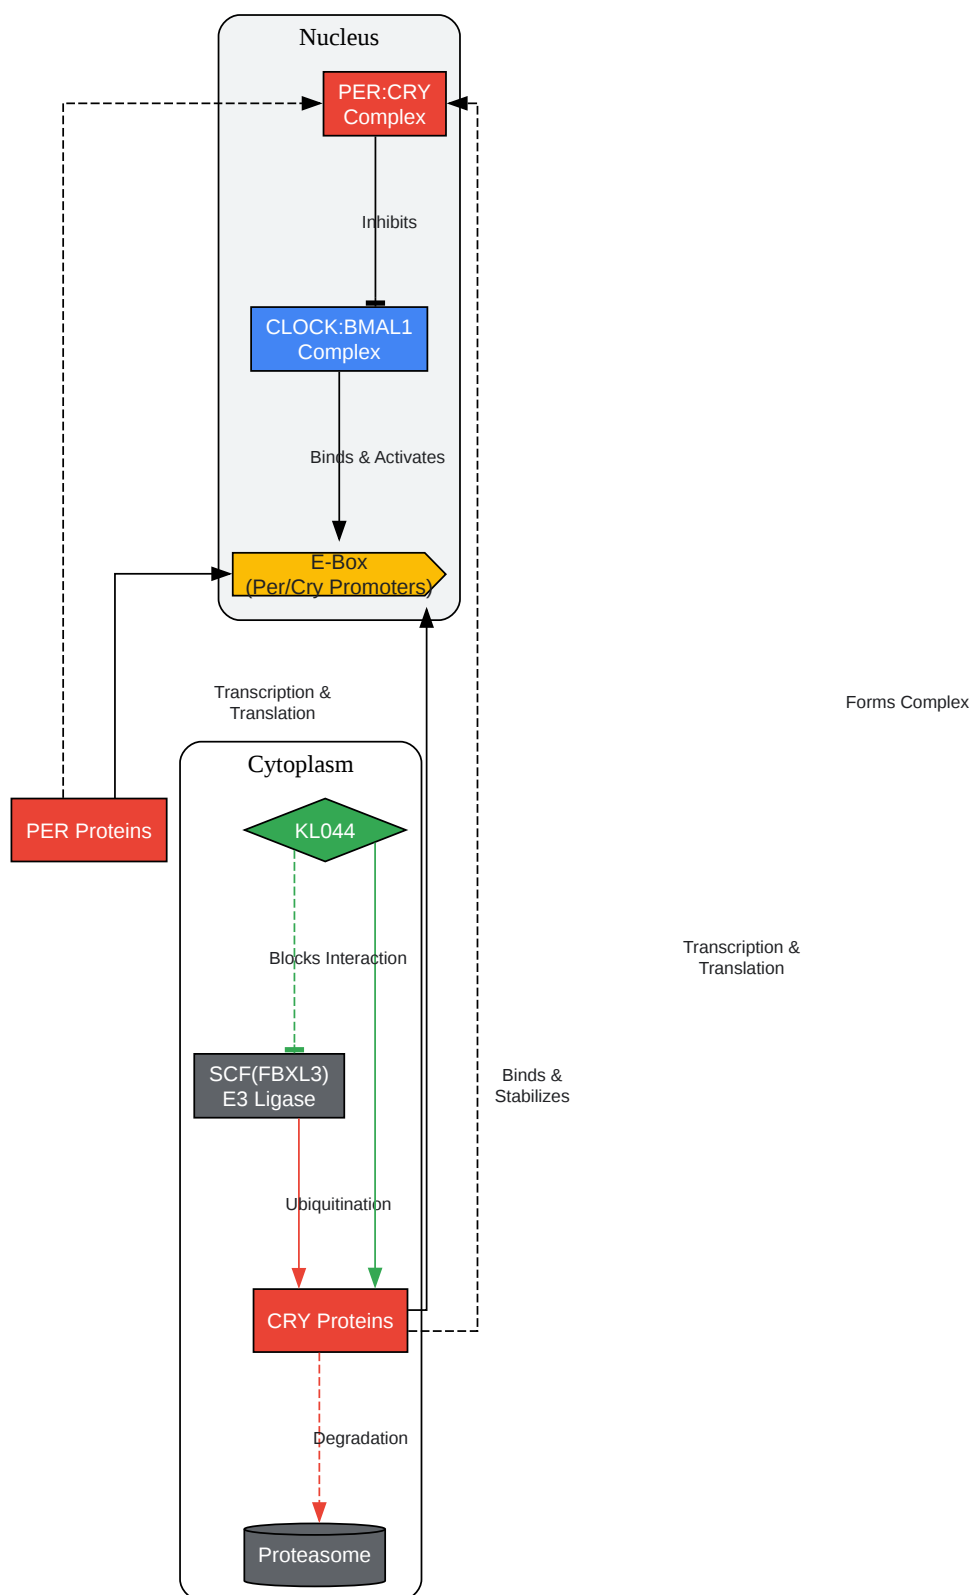 Nucleus
PER:CRY
Complex
Inhibits
CLOCK:BMAL1
Complex
Binds & Activates
E-Box
(Per/Cry Promoters)
Transcription &
Translation
Forms Complex
Cytoplasm
KL044
PER Proteins
Blocks Interaction
Transcription &
Translation
SCF(FBXL3)
E3 Ligase
Binds &
Stabilizes
Ubiquitination
CRY Proteins
Degradation
Proteasome